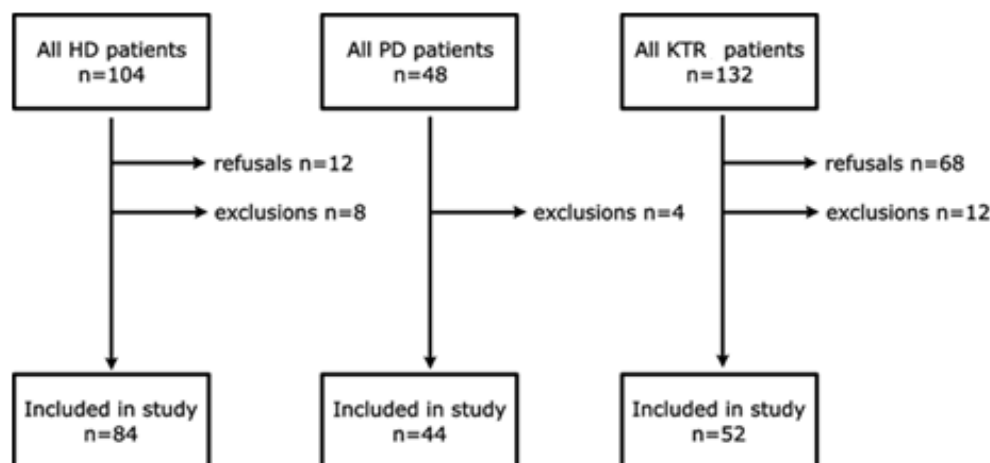 All HD patients
n=104
All PD patients
n=48
All KTR patients
n=132
refusals n=12
refusals n=68
exclusions n=8
exclusions n=4
exclusions n=12
Included in study
n=84
Included in study
n=44
Included in study
n=52